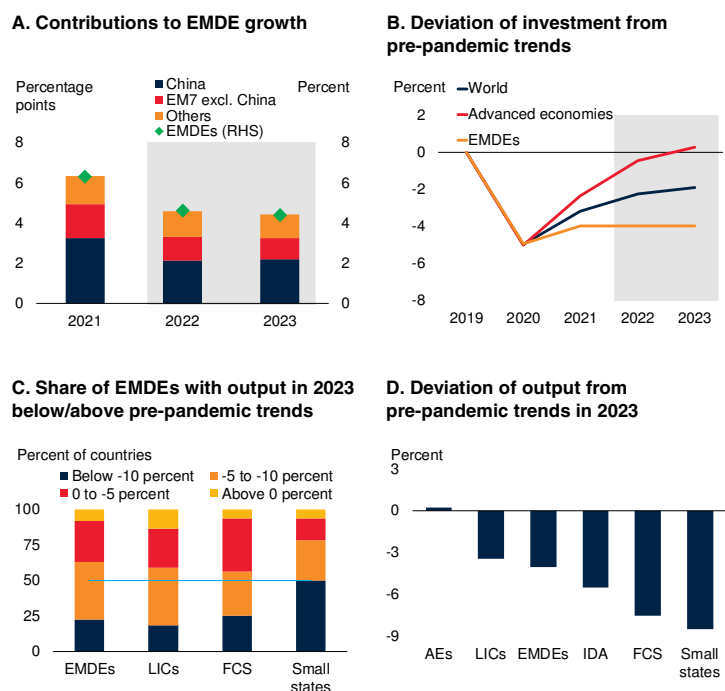 A. Contributions to EMDE growth
Percentage
points
Percent
China
EM7 excl. China
Others
EMDEs (RHS)
8
6
4
2
0
8
6
4
2
0
2021
2022
2023
B. Deviation of investment from
pre-pandemic trends
Percent
World
Advanced economies
EMDEs
2
0
-2
-4
-6
-8
2019
2020
2021
2022
2023
C. Share of EMDEs with output in 2023
below/above pre-pandemic trends
Percent of countries
Below -10 percent
-5 to -10 percent
0 to -5 percent
Above 0 percent
100
75
50
25
0
EMDEs
LICs
FCS
Small
states
D. Deviation of output from
pre-pandemic trends in 2023
Percent
3
0
-3
-6
-9
AEs
LICs
EMDEs
IDA
FCS
Small
states